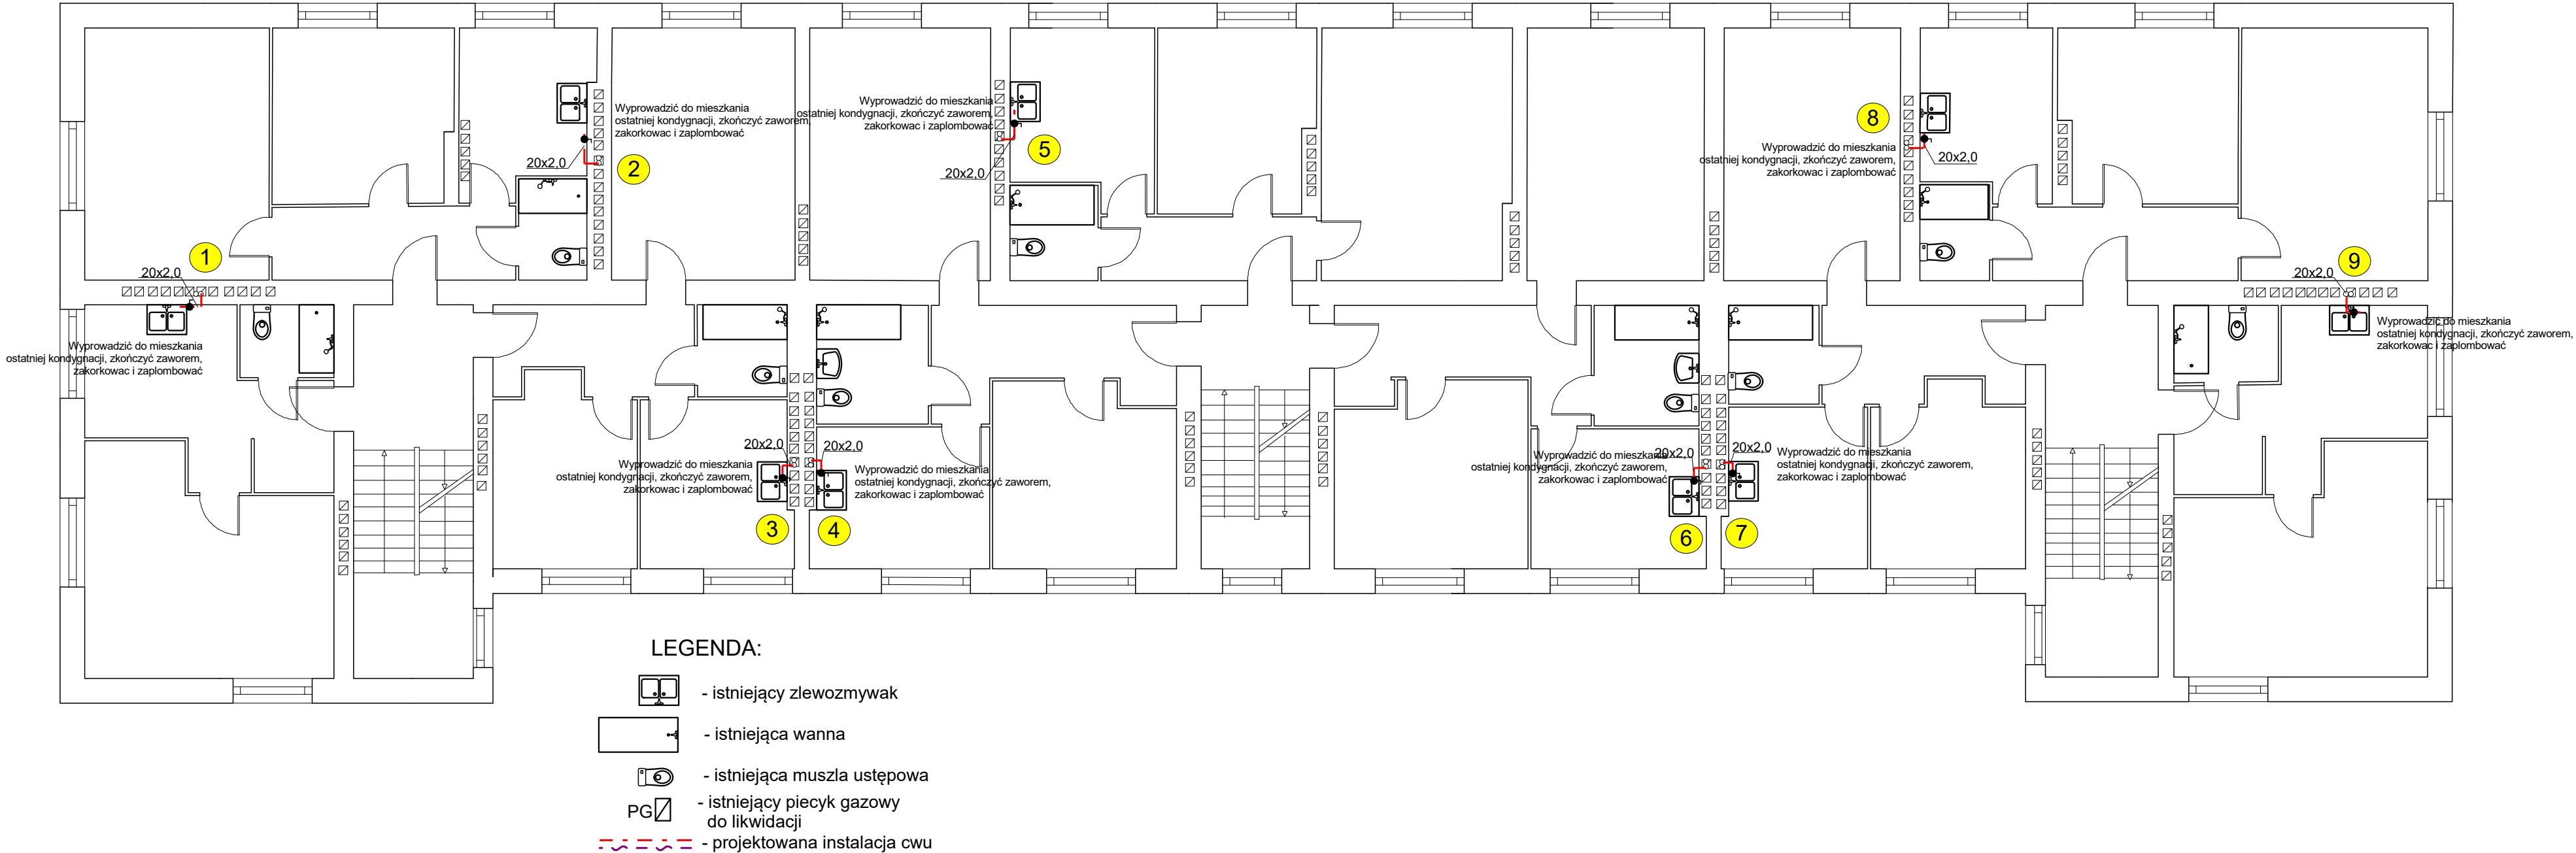 Wyprowadzić do mieszkania
ostatniej kondygnacji, zkończyć zaworem,
zakorkowac i zaplombować
20x2,0
2
Wyprowadzić do mieszkania
ostatniej kondygnacji, zkończyć zaworem,
zakorkowac i zaplombować
20x2,0
5
8
Wyprowadzić do mieszkania
ostatniej kondygnacji, zkończyć zaworem,
zakorkowac i zaplombować
20x2,0
1
20x2,0
Wyprowadzić do mieszkania
ostatniej kondygnacji, zkończyć zaworem,
zakorkowac i zaplombować
9
20x2,0
Wyprowadzić do mieszkania
ostatniej kondygnacji, zkończyć zaworem,
zakorkowac i zaplombować
20x2,0
Wyprowadzić do mieszkania
ostatniej kondygnacji, zkończyć zaworem,
zakorkowac i zaplombować
3
20x2,0
Wyprowadzić do mieszkania
ostatniej kondygnacji, zkończyć zaworem,
zakorkowac i zaplombować
4
20x2,0
Wyprowadzić do mieszkania
ostatniej kondygnacji, zkończyć zaworem,
zakorkowac i zaplombować
6
20x2,0
Wyprowadzić do mieszkania
ostatniej kondygnacji, zkończyć zaworem,
zakorkowac i zaplombować
7
LEGENDA:
- istniejący zlewozmywak
- istniejąca wanna
- istniejąca muszla ustępowa
PG - istniejący piecyk gazowy
do likwidacji
- projektowana instalacja cwu